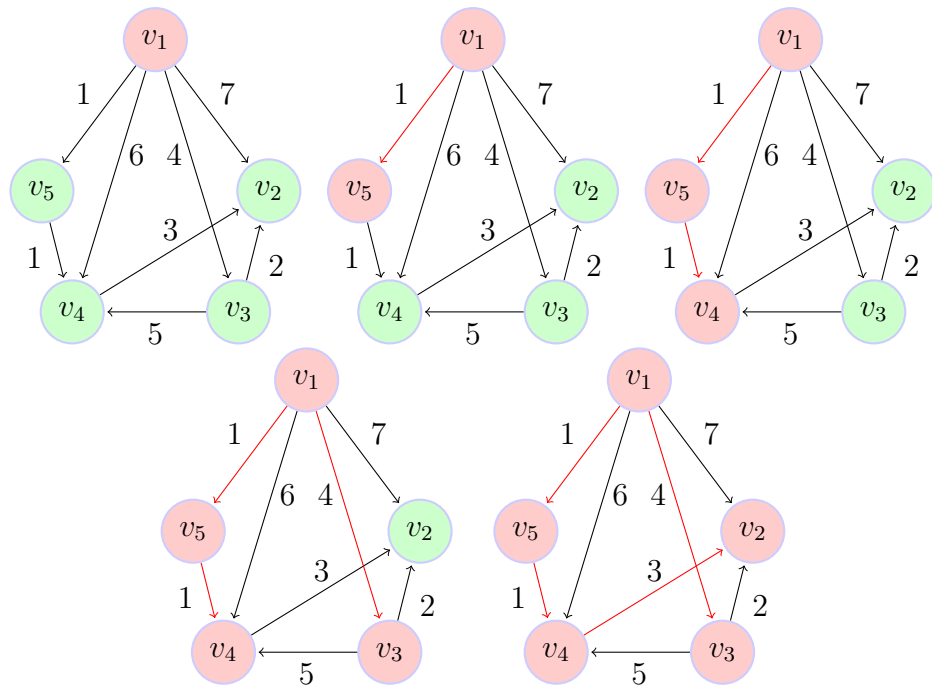 v₁ v₁ v₁
1 7 1 7 1 7
6 4 6 4 6 4
v₅ v₂ v₅ v₂ v₅ v₂
3 3 3
1 2 1 2 1 2
v₄ v₃ v₄ v₃ v₄ v₃
5 5 5
v₁ v₁
1 7 1 7
6 4 6 4
v₅ v₂ v₅ v₂
3 3
1 2 1 2
v₄ v₃ v₄ v₃
5 5